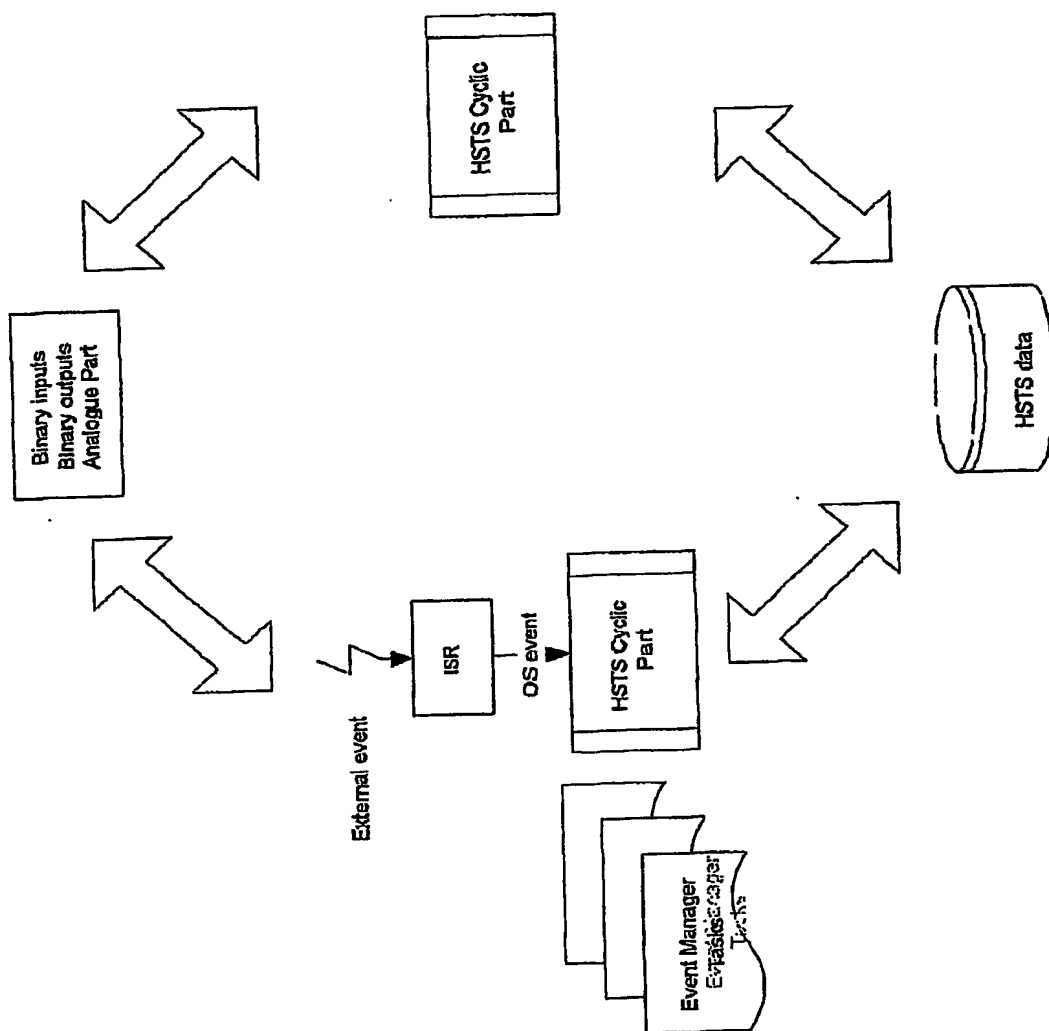 Binary inputs
Binary outputs
Analogue Part
External event
ISR
OS event
HSTS Cyclic
Part
HSTS Cyclic
Part
Event Manager
Tasks
HSTS data